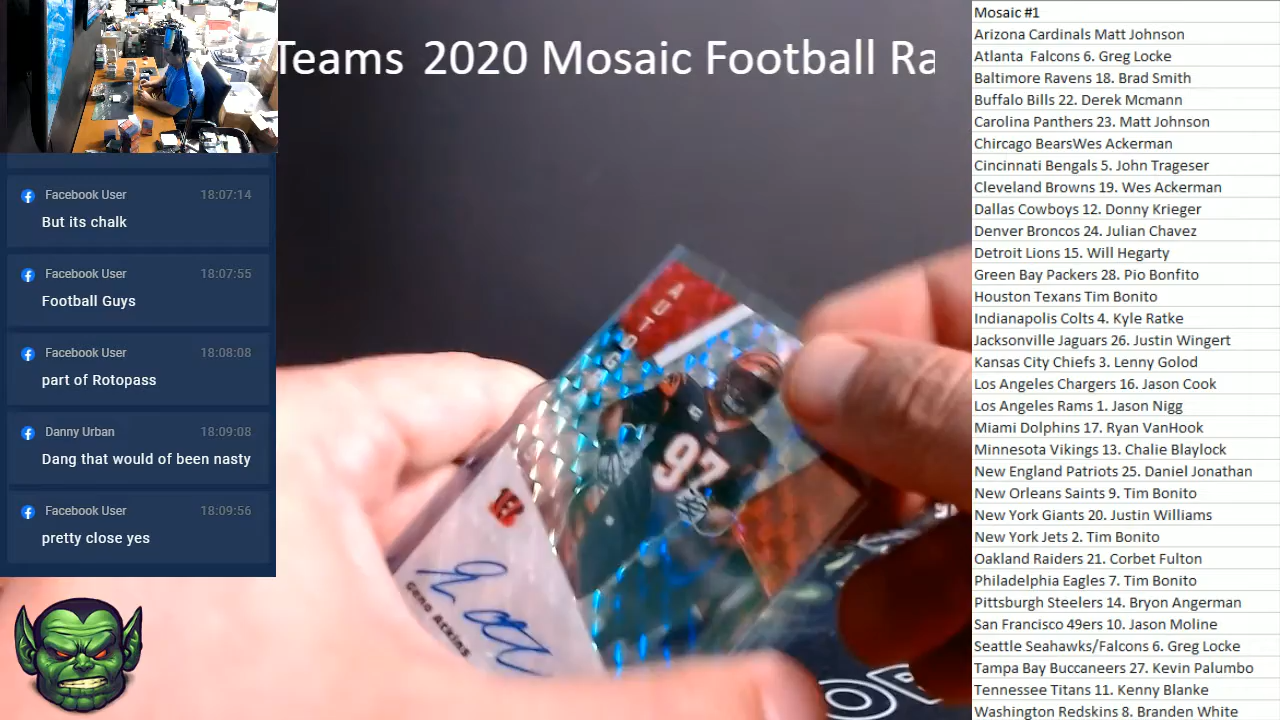 Teams 2020 Mosaic Football Ra
Facebook User 18:07:14
But its chalk
Facebook User 18:07:55
Football Guys
Facebook User 18:08:08
part of Rotopass
Danny Urban 18:09:08
Dang that would of been nasty
Facebook User 18:09:56
pretty close yes
AUTOG
97
GENO ATKINS
Mosaic #1
Arizona Cardinals Matt Johnson
Atlanta Falcons 6. Greg Locke
Baltimore Ravens 18. Brad Smith
Buffalo Bills 22. Derek Mcmann
Carolina Panthers 23. Matt Johnson
Chircago BearsWes Ackerman
Cincinnati Bengals 5. John Trageser
Cleveland Browns 19. Wes Ackerman
Dallas Cowboys 12. Donny Krieger
Denver Broncos 24. Julian Chavez
Detroit Lions 15. Will Hegarty
Green Bay Packers 28. Pio Bonfito
Houston Texans Tim Bonito
Indianapolis Colts 4. Kyle Ratke
Jacksonville Jaguars 26. Justin Wingert
Kansas City Chiefs 3. Lenny Golod
Los Angeles Chargers 16. Jason Cook
Los Angeles Rams 1. Jason Nigg
Miami Dolphins 17. Ryan VanHook
Minnesota Vikings 13. Chalie Blaylock
New England Patriots 25. Daniel Jonathan
New Orleans Saints 9. Tim Bonito
New York Giants 20. Justin Williams
New York Jets 2. Tim Bonito
Oakland Raiders 21. Corbet Fulton
Philadelphia Eagles 7. Tim Bonito
Pittsburgh Steelers 14. Bryon Angerman
San Francisco 49ers 10. Jason Moline
Seattle Seahawks/Falcons 6. Greg Locke
Tampa Bay Buccaneers 27. Kevin Palumbo
Tennessee Titans 11. Kenny Blanke
Washington Redskins 8. Branden White